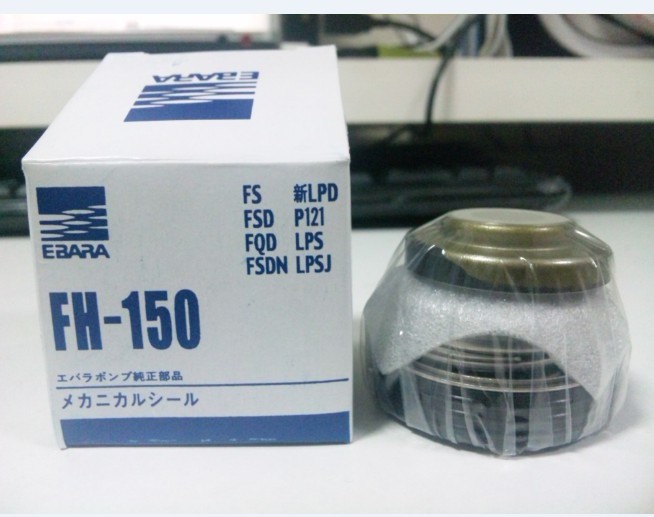 EBARA
EBARA
FS 新LPD
FSD P121
FQD LPS
FSDN LPSJ
FH-150
エバラポンプ純正部品
メカニカルシール